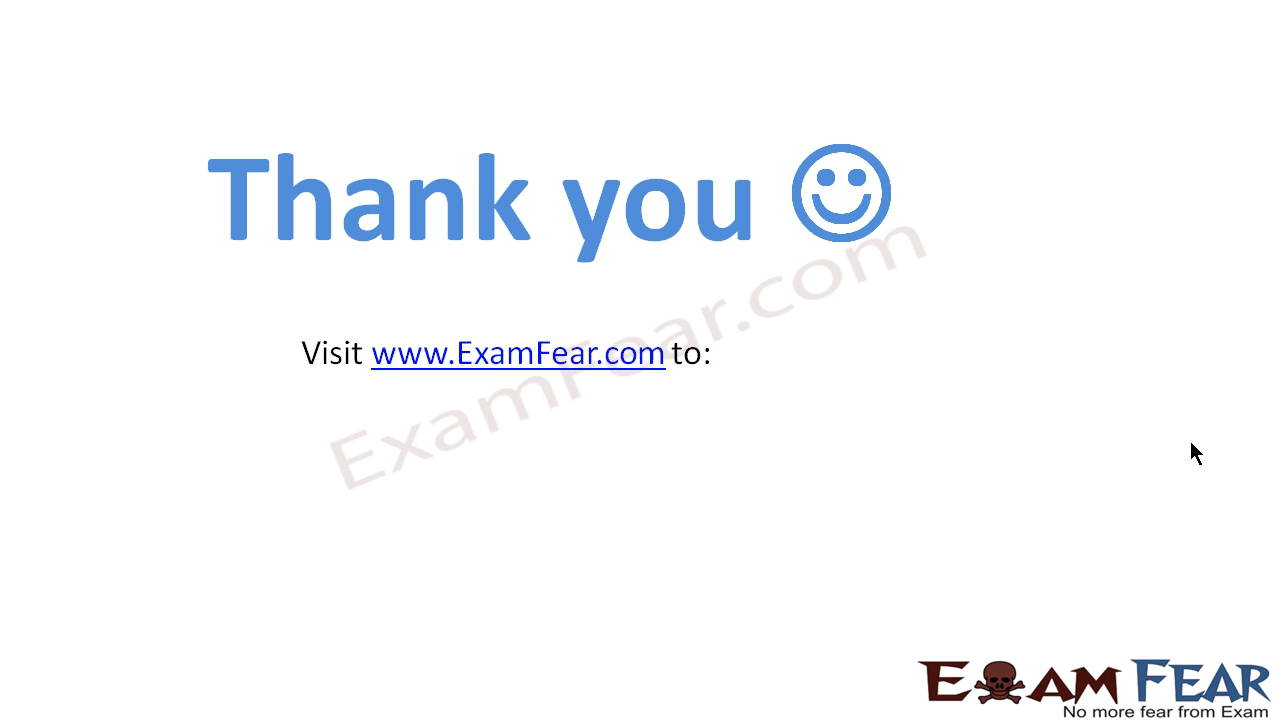 Thank you ☺
Visit www.ExamFear.com to:
ExamFear.com
EXAM FEAR
No more fear from Exam